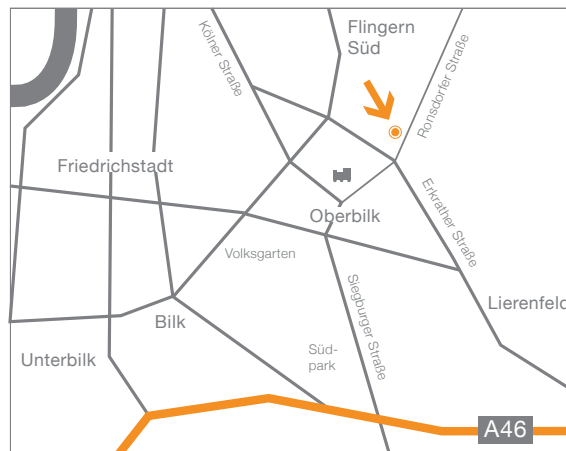 Flingern
Süd
Kölner Straße
Ronsdorfer Straße
Friedrichstadt
Oberbilk
Erkrather Straße
Volksgarten
Siegburger Straße
Lierenfeld
Bilk
Süd-
park
Unterbilk
A46